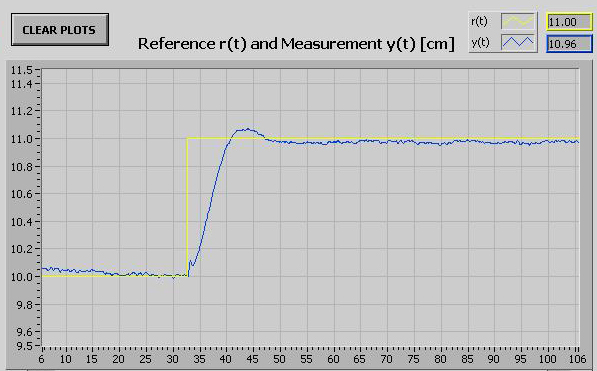 CLEAR PLOTS
Reference r(t) and Measurement y(t) [cm]
r(t) 11.00
y(t) 10.96
11.5
11.4
11.2
11.0
10.8
10.6
10.4
10.2
10.0
9.8
9.6
9.5
6 10 15 20 25 30 35 40 45 50 55 60 65 70 75 80 85 90 95 100 106